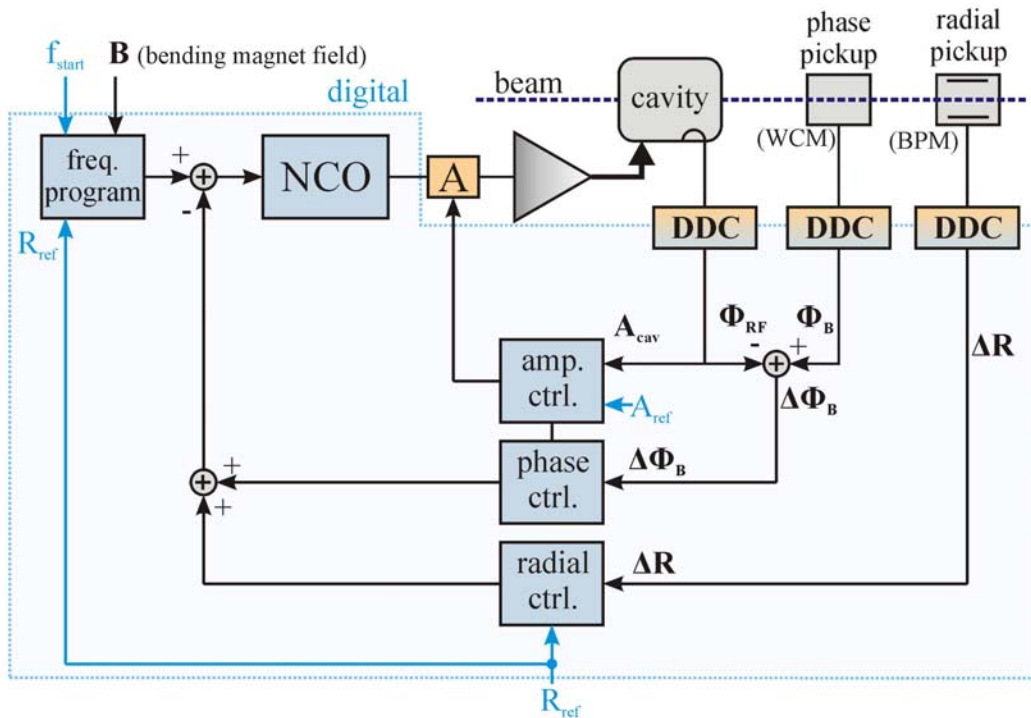 f_start
B (bending magnet field)
phase
pickup
radial
pickup
digital
beam
cavity
(WCM)
(BPM)
freq.
program
+
+
-
NCO
A
DDC
DDC
DDC
R_ref
A_cav
Φ_RF
-
+
Φ_B
ΔR
amp.
ctrl.
A_ref
+
ΔΦ_B
phase
ctrl.
ΔΦ_B
+
+
+
radial
ctrl.
ΔR
R_ref